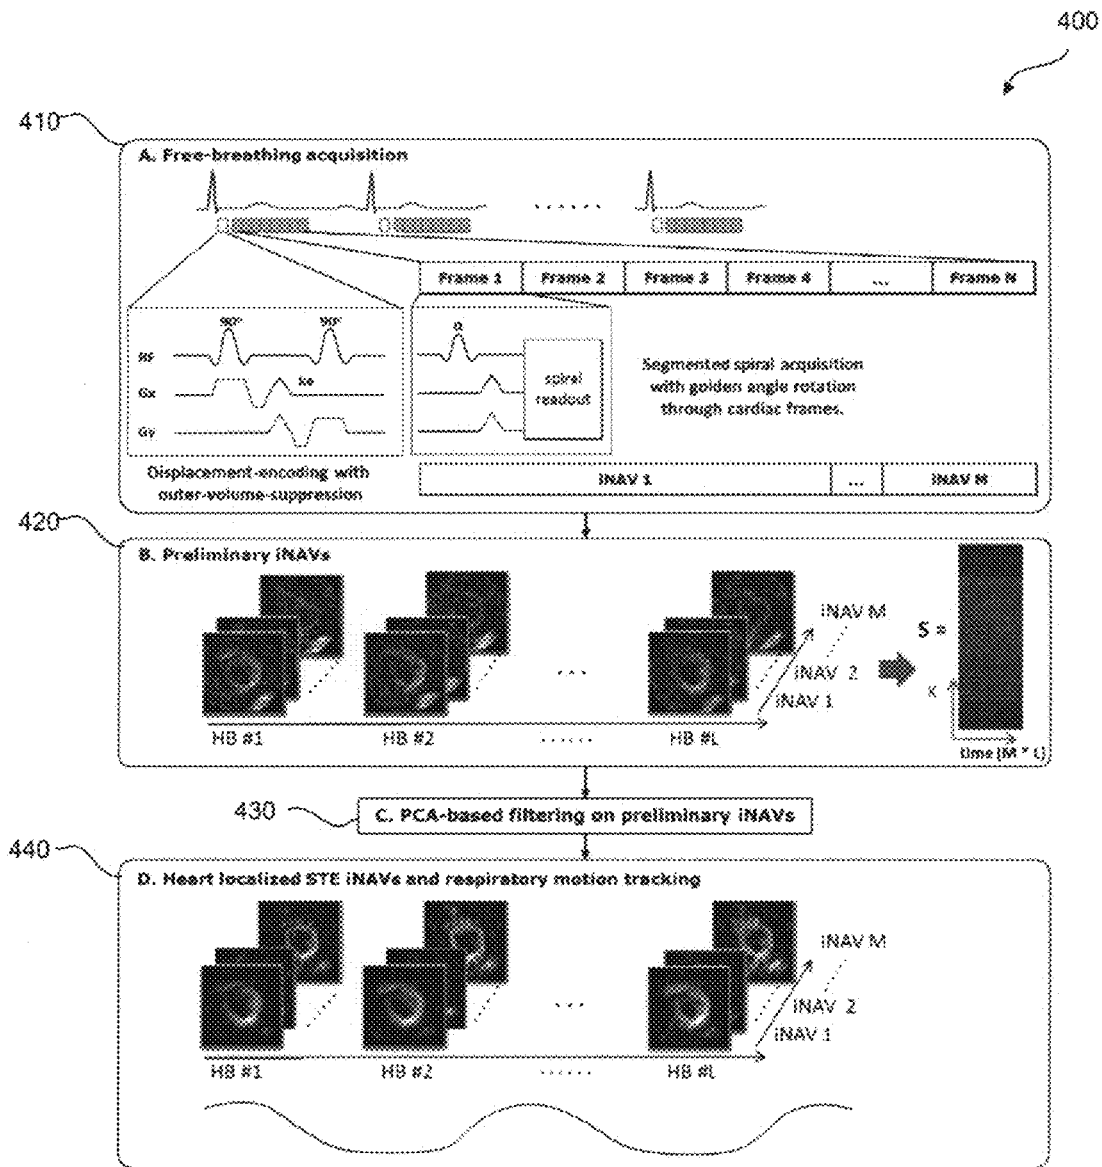 400
410
A. Free-breathing acquisition
......
Frame 1 Frame 2 Frame 3 Frame 4 ... Frame N
90° 90° α
RF
Gx ke
Gy
spiral
readout
Segmented spiral acquisition
with golden angle rotation
through cardiac frames.
Displacement-encoding with
outer-volume-suppression
iNAV 1 ... iNAV M
420
B. Preliminary iNAVs
iNAV M
iNAV 2
iNAV 1
...
HB #1 HB #2 ...... HB #L
S =
time (M * L)
430
C. PCA-based filtering on preliminary iNAVs
440
D. Heart localized STE iNAVs and respiratory motion tracking
iNAV M
iNAV 2
iNAV 1
...
HB #1 HB #2 ...... HB #L